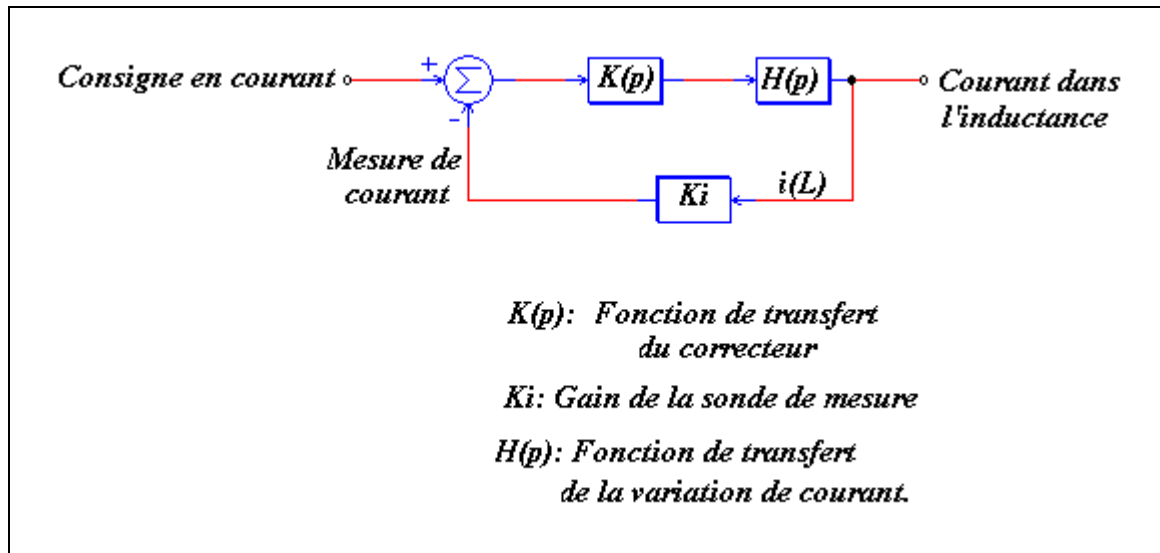 Consigne en courant
+
Σ
-
K(p)
H(p)
Courant dans
l'inductance
Mesure de
courant
Ki
i(L)
K(p): Fonction de transfert
du correcteur
Ki: Gain de la sonde de mesure
H(p): Fonction de transfert
de la variation de courant.